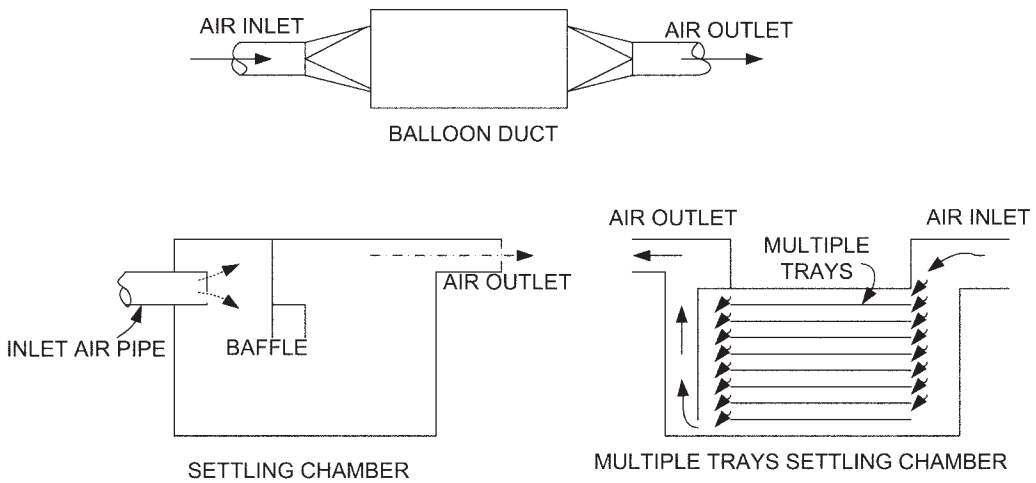 AIR INLET
AIR OUTLET
BALLOON DUCT
AIR OUTLET
INLET AIR PIPE
BAFFLE
SETTLING CHAMBER
AIR OUTLET
AIR INLET
MULTIPLE
TRAYS
MULTIPLE TRAYS SETTLING CHAMBER